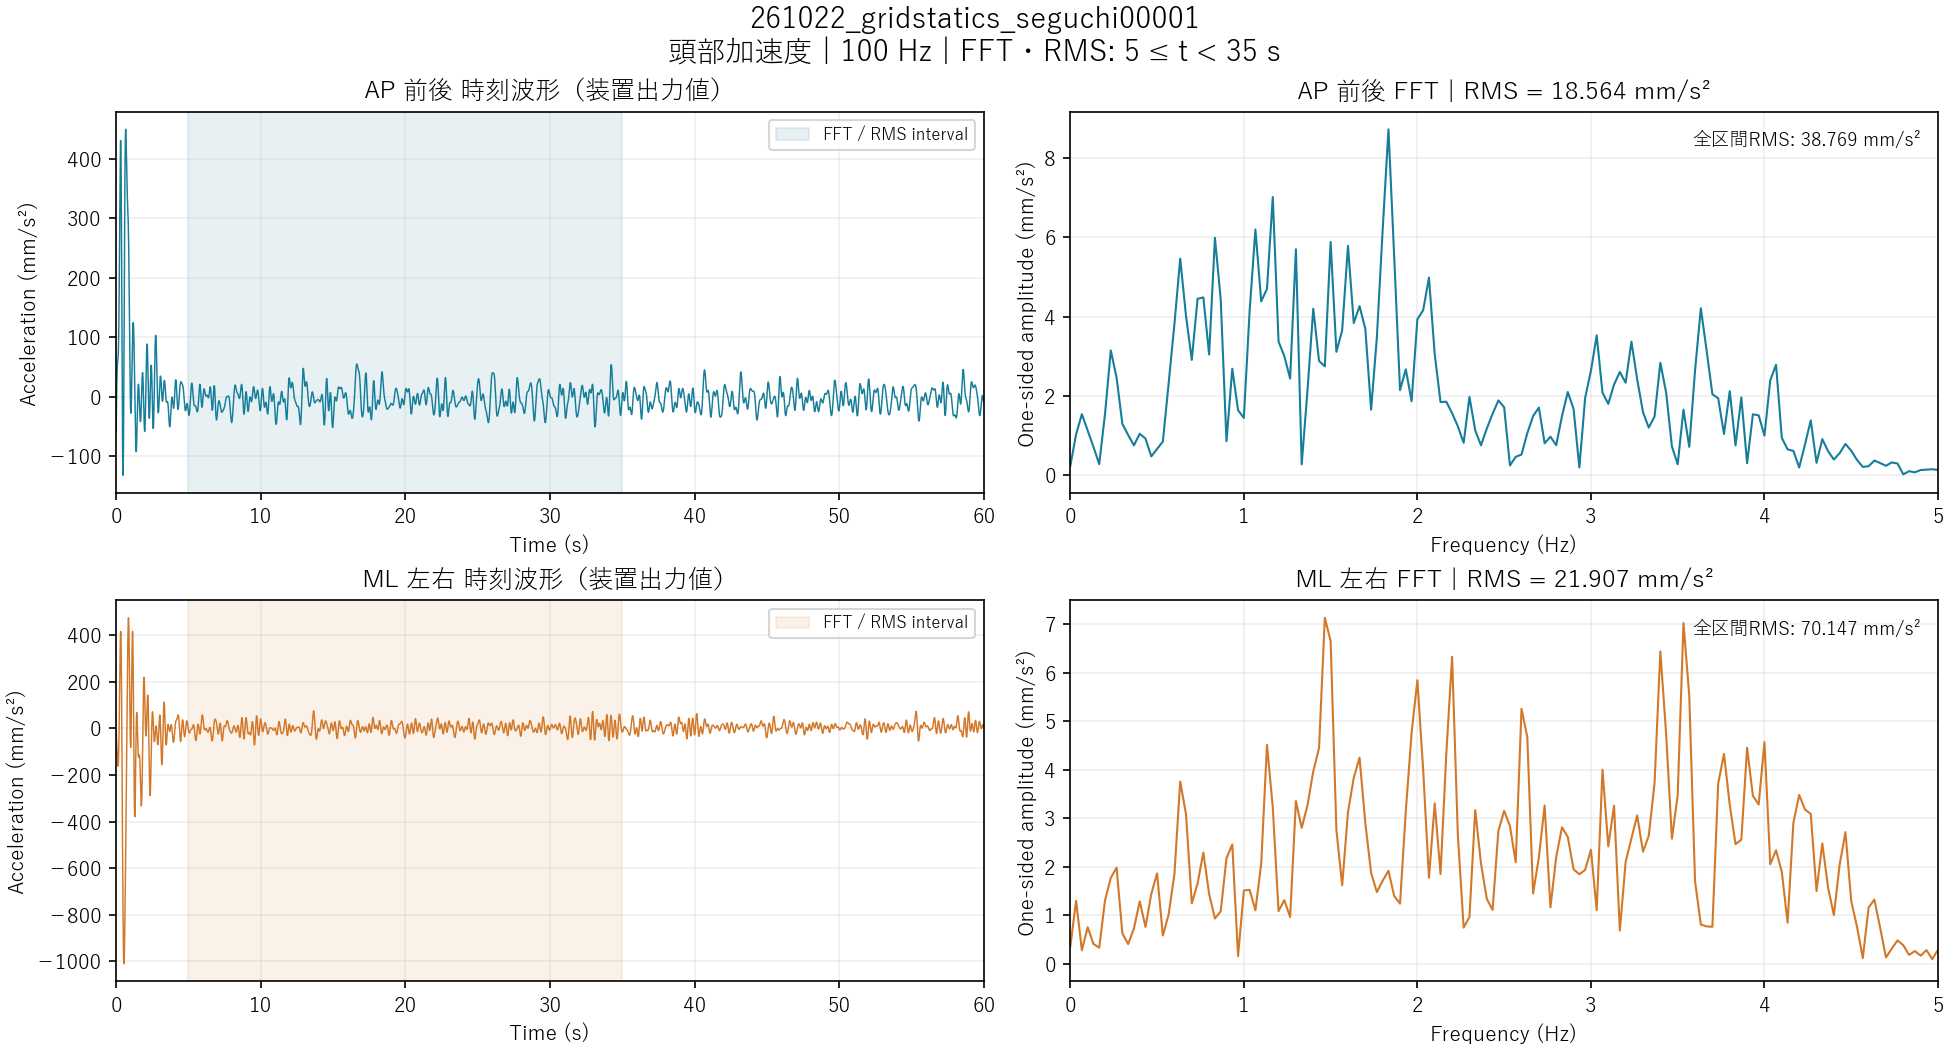 261022_gridstatics_seguchi00001
頭部加速度 | 100 Hz | FFT・RMS: 5 ≤ t < 35 s
AP 前後 時刻波形（装置出力値）
FFT / RMS interval
Acceleration (mm/s²)
400
300
200
100
0
−100
0 10 20 30 40 50 60
Time (s)
AP 前後 FFT | RMS = 18.564 mm/s²
全区間RMS: 38.769 mm/s²
One-sided amplitude (mm/s²)
8
6
4
2
0
0 1 2 3 4 5
Frequency (Hz)
ML 左右 時刻波形（装置出力値）
FFT / RMS interval
Acceleration (mm/s²)
400
200
0
−200
−400
−600
−800
−1000
0 10 20 30 40 50 60
Time (s)
ML 左右 FFT | RMS = 21.907 mm/s²
全区間RMS: 70.147 mm/s²
One-sided amplitude (mm/s²)
7
6
5
4
3
2
1
0
0 1 2 3 4 5
Frequency (Hz)